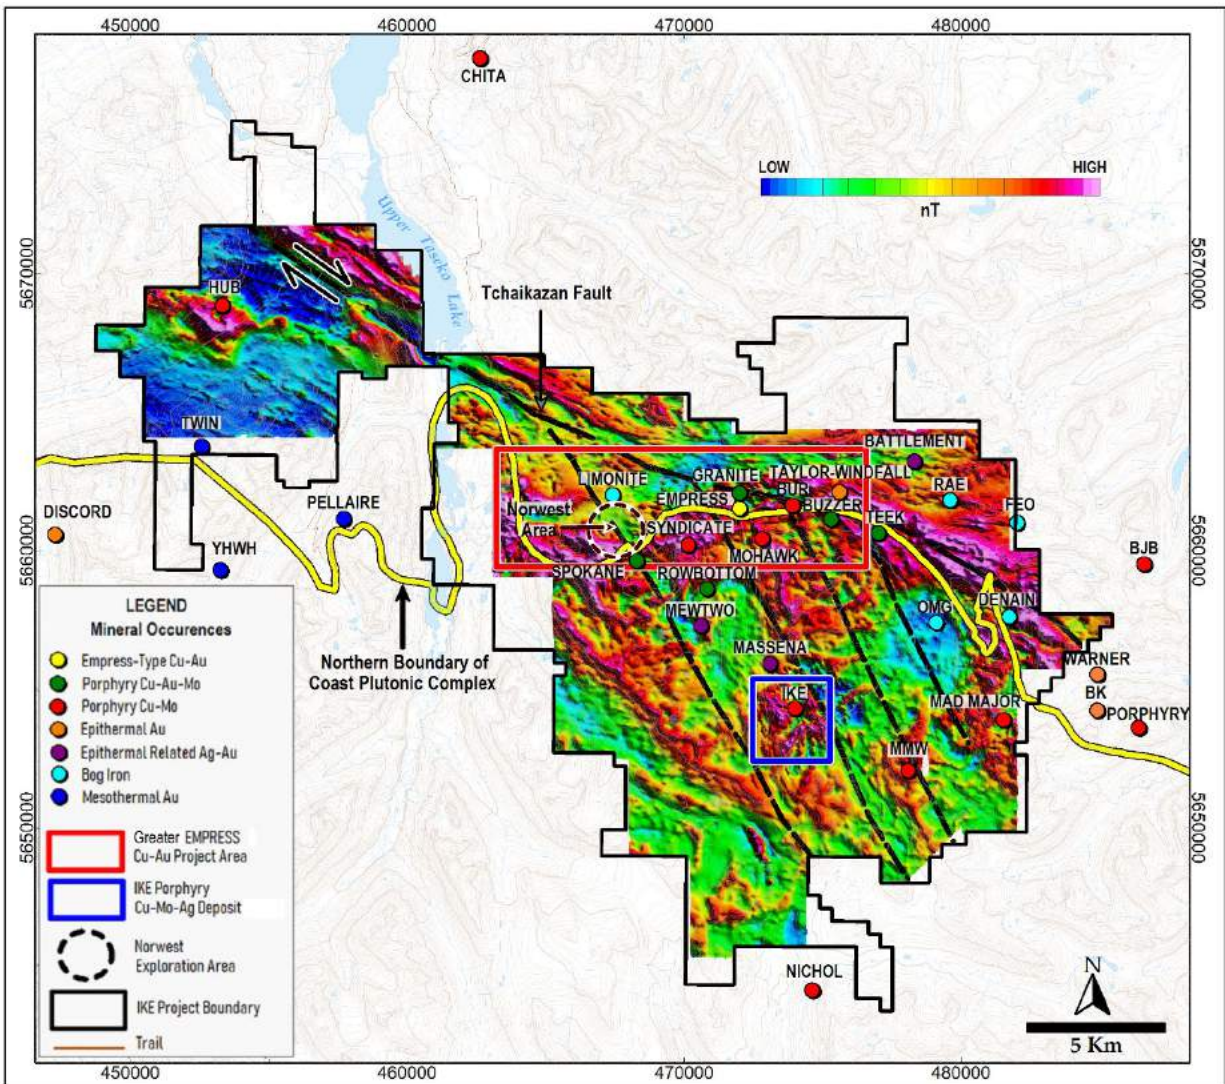 450000
460000
470000
480000
CHITA
LOW
HIGH
nT
5670000
5670000
Upper Taseko Lake
HUB
Tchaikazan Fault
TWIN
BATTLEMENT
LIMONITE
GRANITE
TAYLOR-WINDFALL
RAE
PELLAIRE
EMPRESS
BUR
BUZZER
FEO
DISCORD
Norwest
Area
SYNDICATE
TEEK
5660000
5660000
YHWH
SPOKANE
MOHAWK
BJB
ROWBOTTOM
MEWTWO
OMG
DENAIN
Northern Boundary of
Coast Plutonic Complex
MASSENA
WARNER
IKE
BK
MAD MAJOR
PORPHYRY
MMW
LEGEND
Mineral Occurences
Empress-Type Cu-Au
Porphyry Cu-Au-Mo
Porphyry Cu-Mo
Epithermal Au
Epithermal Related Ag-Au
Bog Iron
Mesothermal Au
Greater EMPRESS
Cu-Au Project Area
IKE Porphyry
Cu-Mo-Ag Deposit
Norwest
Exploration Area
IKE Project Boundary
Trail
5650000
5650000
NICHOL
N
5 Km
450000
460000
470000
480000